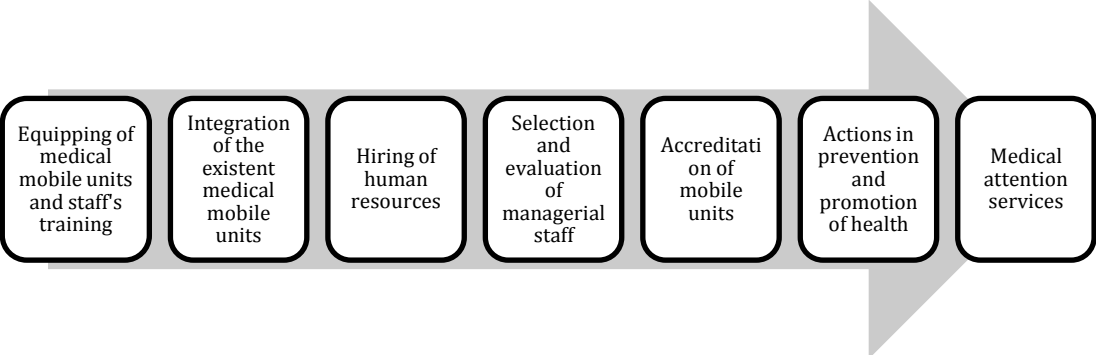 Equipping of
medical
mobile units
and staff's
training
Integration
of the
existent
medical
mobile
units
Hiring of
human
resources
Selection
and
evaluation
of
managerial
staff
Accreditati
on of
mobile
units
Actions in
prevention
and
promotion
of health
Medical
attention
services